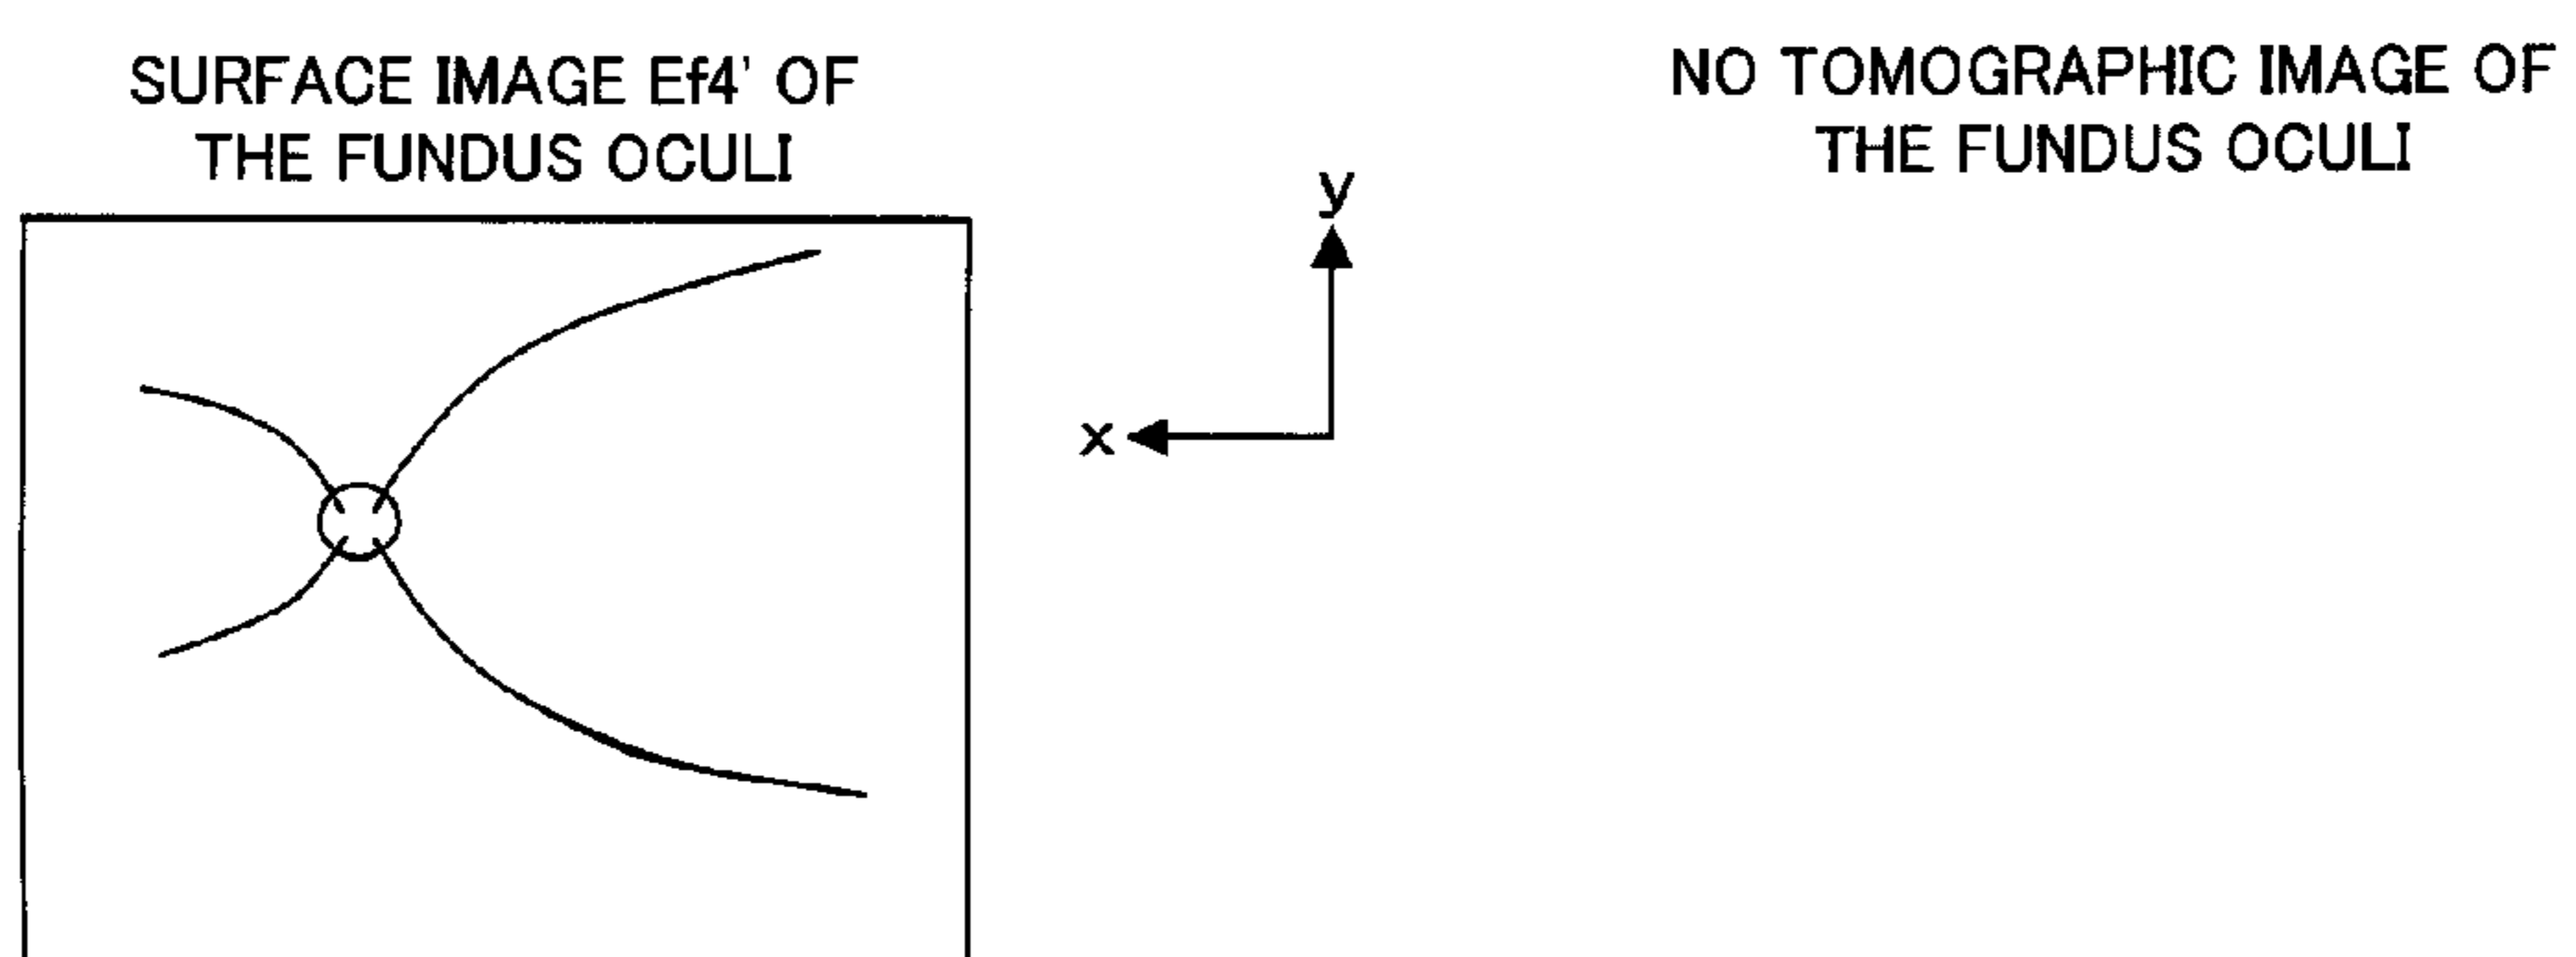 SURFACE IMAGE Ef4' OF
THE FUNDUS OCULI
NO TOMOGRAPHIC IMAGE OF
THE FUNDUS OCULI
y
x